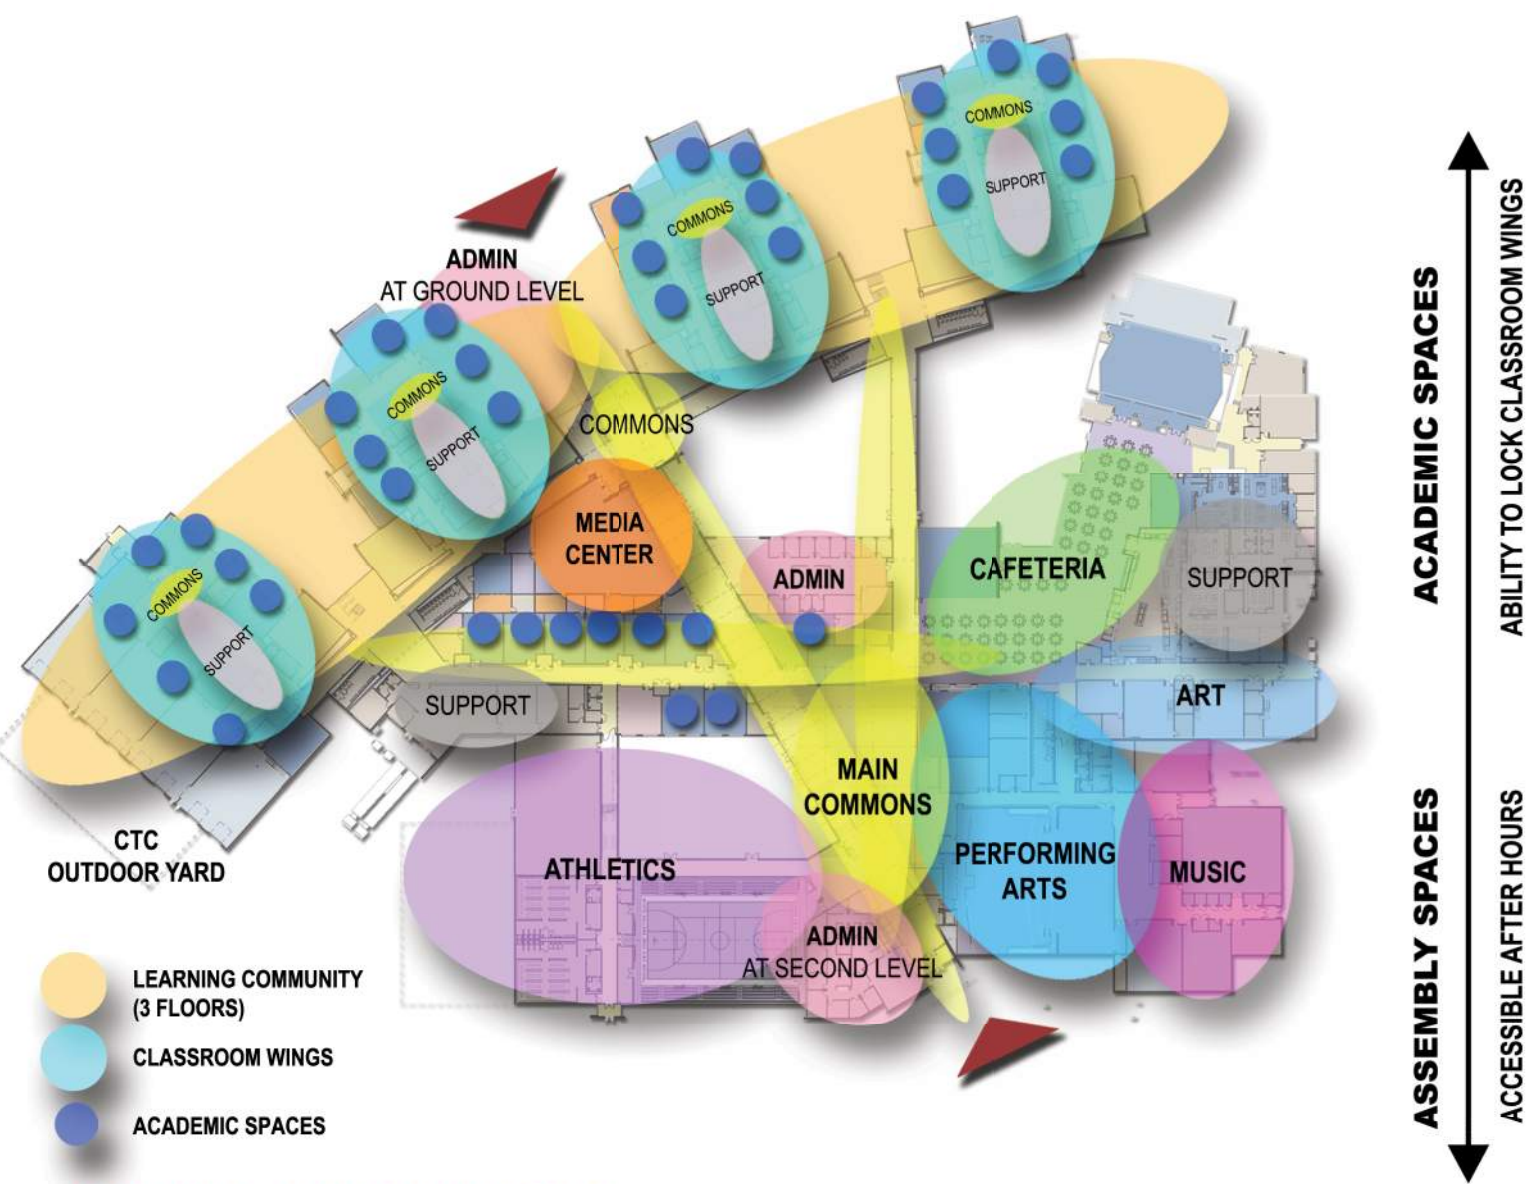 COMMONS
SUPPORT
COMMONS
SUPPORT
ADMIN
AT GROUND LEVEL
COMMONS
SUPPORT
COMMONS
MEDIA
CENTER
ADMIN
CAFETERIA
SUPPORT
COMMONS
SUPPORT
SUPPORT
ART
MAIN
COMMONS
CTC
OUTDOOR YARD
ATHLETICS
PERFORMING
ARTS
MUSIC
ADMIN
AT SECOND LEVEL
LEARNING COMMUNITY
(3 FLOORS)
CLASSROOM WINGS
ACADEMIC SPACES
ACADEMIC SPACES
ABILITY TO LOCK CLASSROOM WINGS
ASSEMBLY SPACES
ACCESSIBLE AFTER HOURS